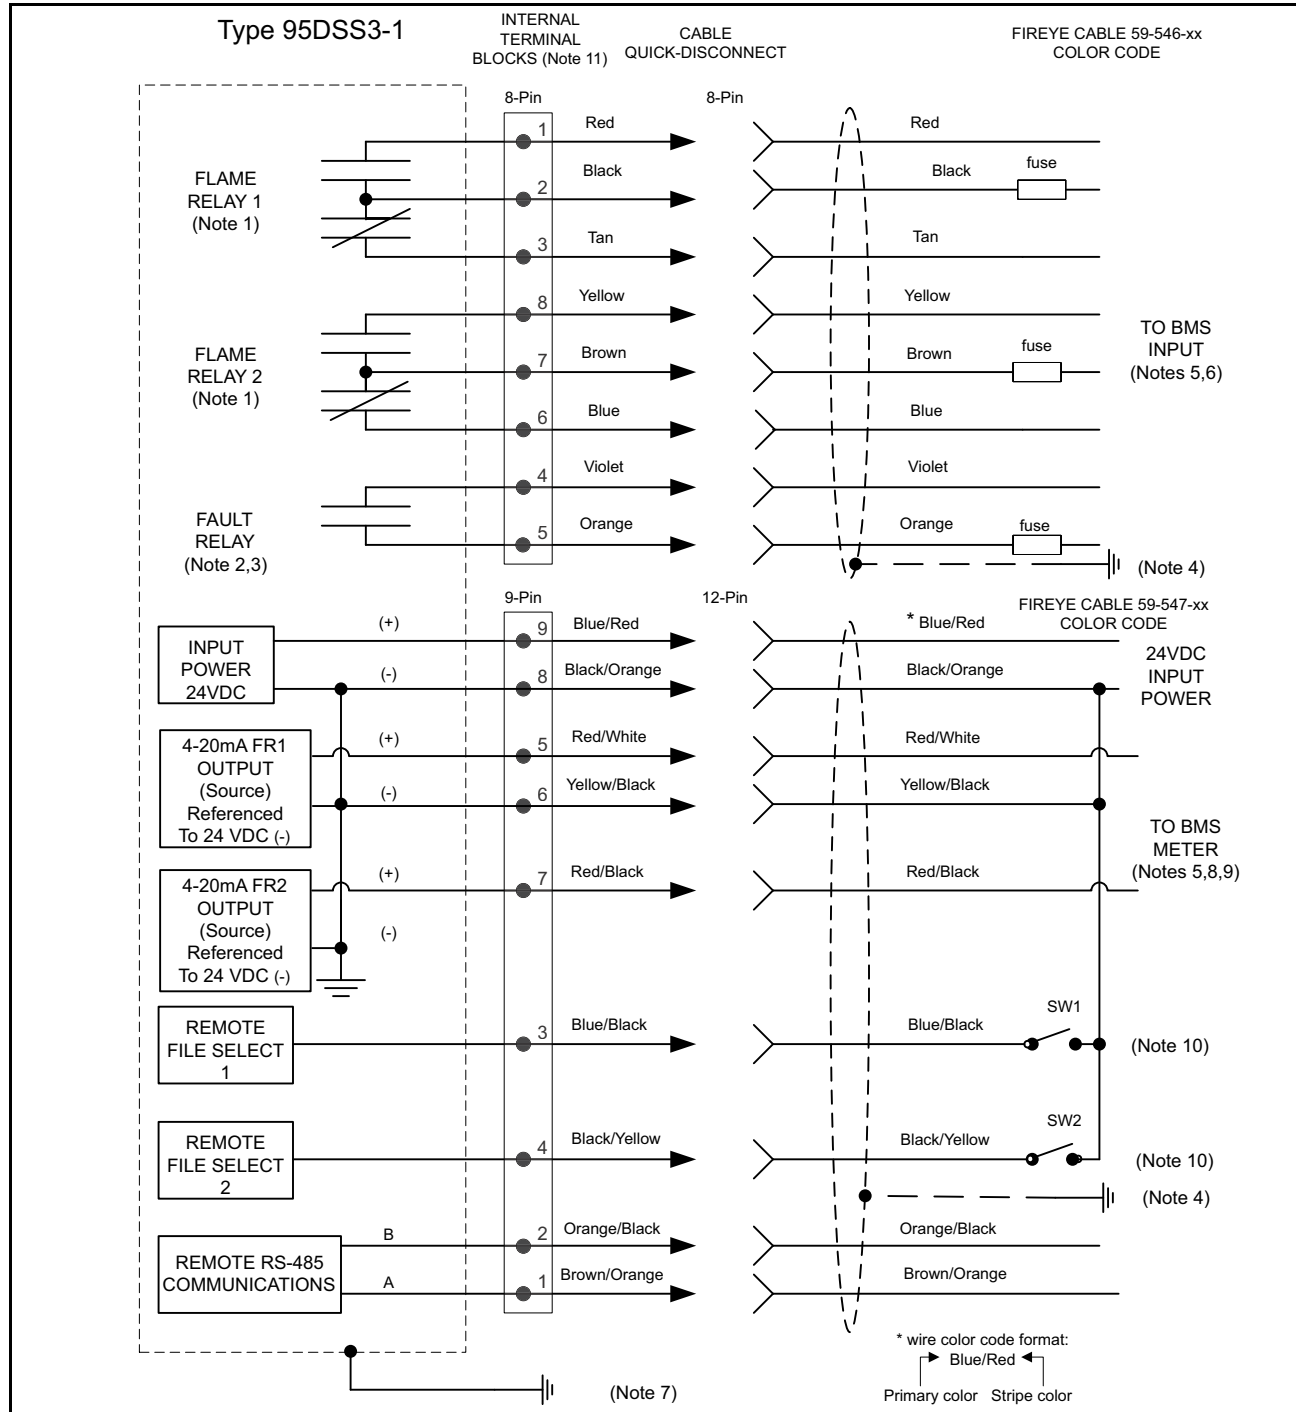 Type 95DSS3-1
INTERNAL
TERMINAL
BLOCKS (Note 11)
CABLE
QUICK-DISCONNECT
FIREYE CABLE 59-546-xx
COLOR CODE
8-Pin
8-Pin
FLAME
RELAY 1
(Note 1)
1
Red
Red
2
Black
Black
fuse
3
Tan
Tan
FLAME
RELAY 2
(Note 1)
8
Yellow
Yellow
7
Brown
Brown
fuse
6
Blue
Blue
TO BMS
INPUT
(Notes 5,6)
FAULT
RELAY
(Note 2,3)
4
Violet
Violet
5
Orange
Orange
fuse
(Note 4)
9-Pin
12-Pin
FIREYE CABLE 59-547-xx
COLOR CODE
INPUT
POWER
24VDC
(+)
9
Blue/Red
* Blue/Red
(-)
8
Black/Orange
Black/Orange
24VDC
INPUT
POWER
4-20mA FR1
OUTPUT
(Source)
Referenced
To 24 VDC (-)
(+)
5
Red/White
Red/White
(-)
6
Yellow/Black
Yellow/Black
TO BMS
METER
(Notes 5,8,9)
4-20mA FR2
OUTPUT
(Source)
Referenced
To 24 VDC (-)
(+)
7
Red/Black
Red/Black
(-)
REMOTE
FILE SELECT
1
3
Blue/Black
Blue/Black
SW1
(Note 10)
REMOTE
FILE SELECT
2
4
Black/Yellow
Black/Yellow
SW2
(Note 10)
(Note 4)
REMOTE RS-485
COMMUNICATIONS
B
2
Orange/Black
Orange/Black
A
1
Brown/Orange
Brown/Orange
(Note 7)
* wire color code format:
Blue/Red
Primary color
Stripe color